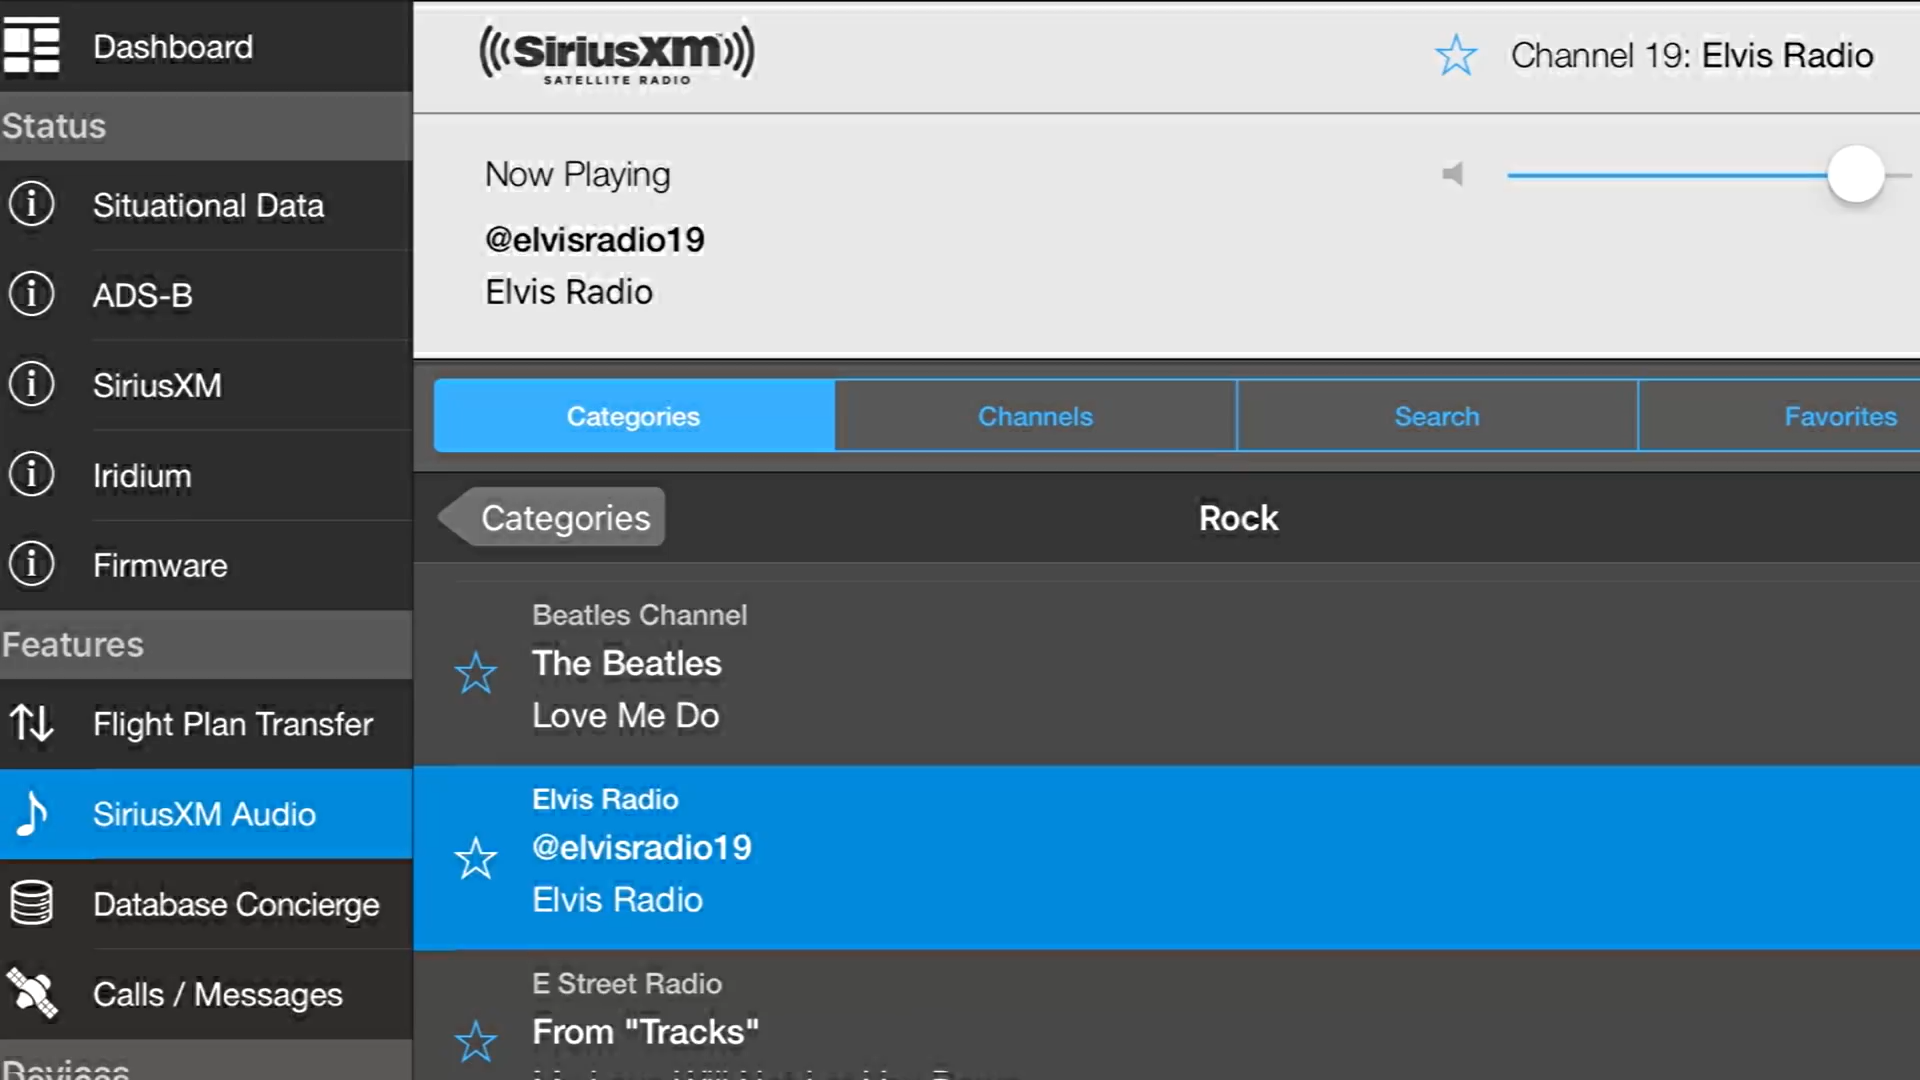 Dashboard
Status
Situational Data
ADS-B
SiriusXM
Iridium
Firmware
Features
Flight Plan Transfer
SiriusXM Audio
Database Concierge
Calls / Messages
Devices
SiriusXM
SATELLITE RADIO
Channel 19: Elvis Radio
Now Playing
@elvisradio19
Elvis Radio
Categories
Channels
Search
Favorites
Categories
Rock
Beatles Channel
The Beatles
Love Me Do
Elvis Radio
@elvisradio19
Elvis Radio
E Street Radio
From "Tracks"